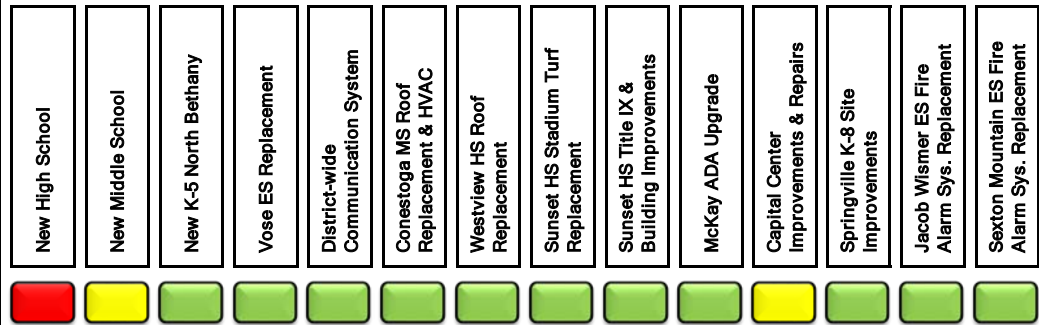 New High School
New Middle School
New K-5 North Bethany
Vose ES Replacement
District-wide
Communication System
Conestoga MS Roof
Replacement & HVAC
Westview HS Roof
Replacement
Sunset HS Stadium Turf
Replacement
Sunset HS Title IX &
Building Improvements
McKay ADA Upgrade
Capital Center
Improvements & Repairs
Springville K-8 Site
Improvements
Jacob Wismer ES Fire
Alarm Sys. Replacement
Sexton Mountain ES Fire
Alarm Sys. Replacement